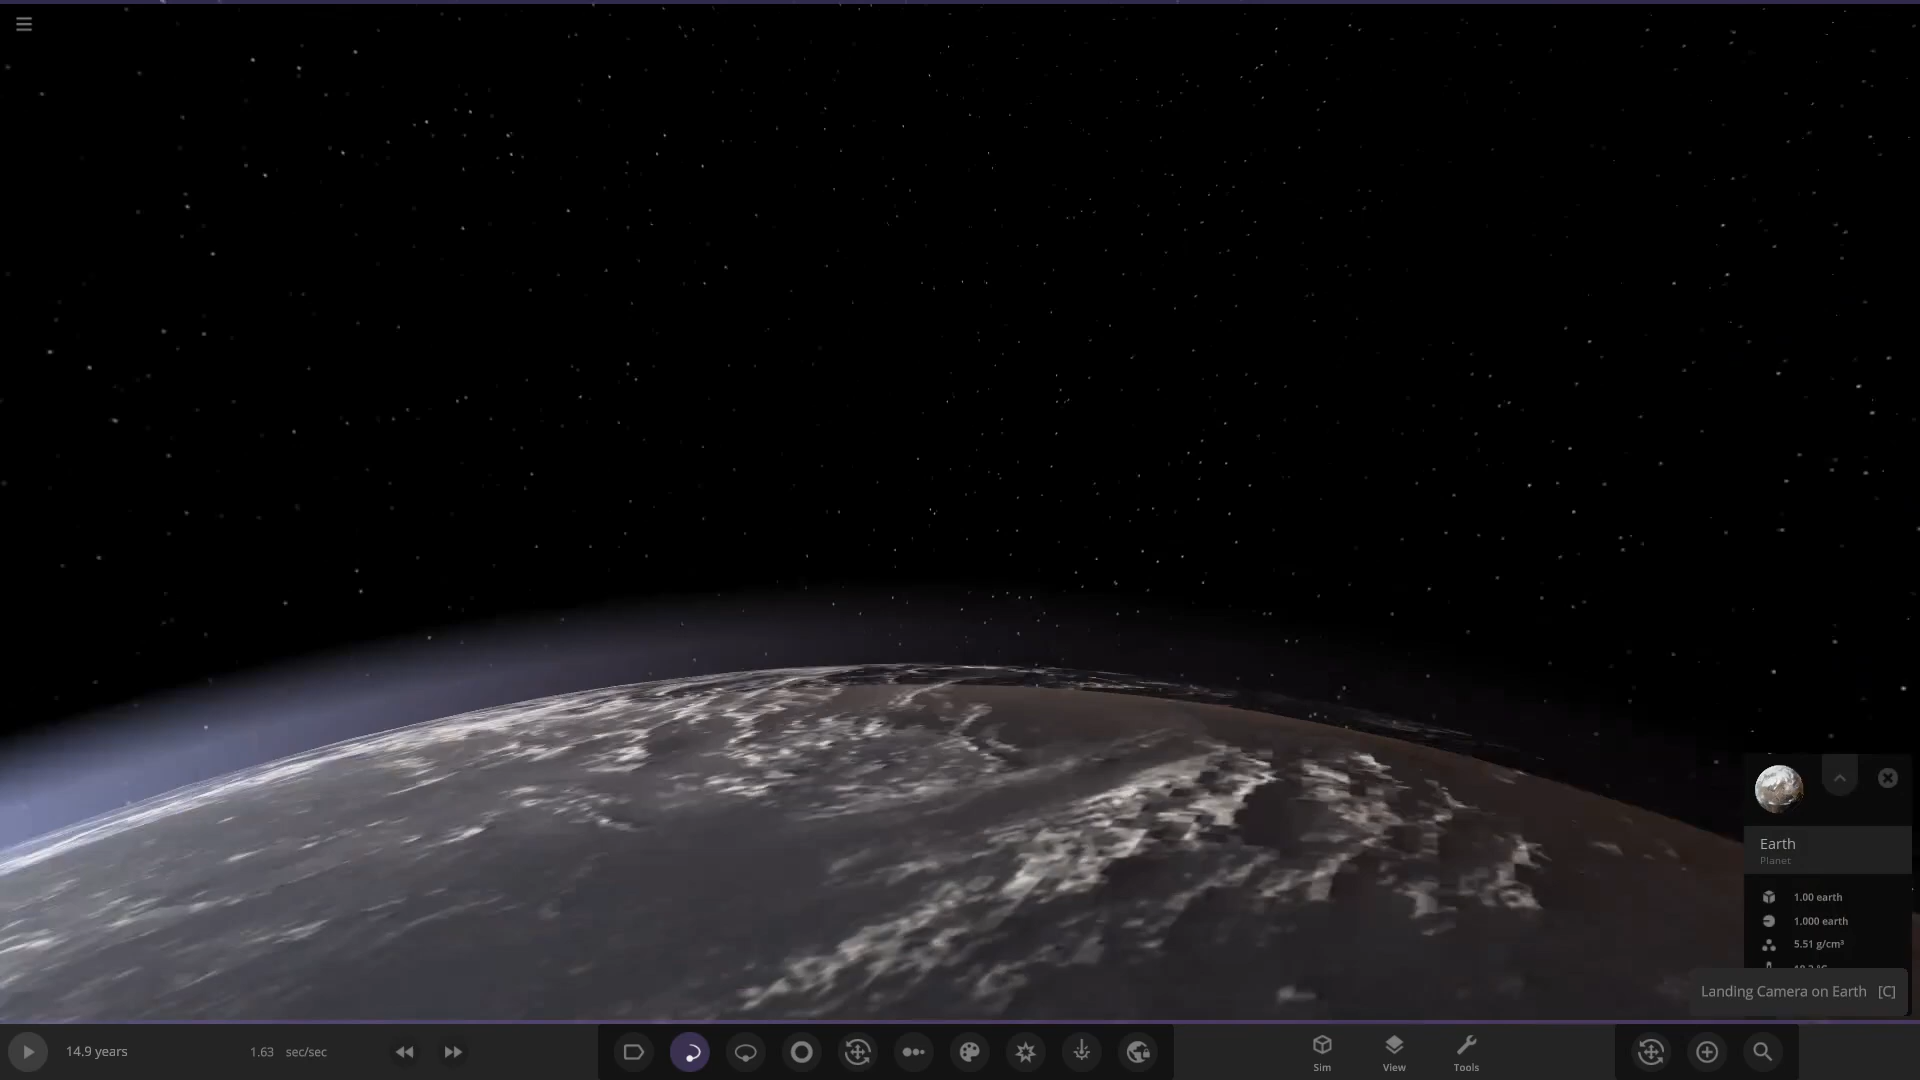 Earth
Planet
1.00 earth
1.000 earth
5.51 g/cm³
Landing Camera on Earth [C]
14.9 years
1.63 sec/sec
Sim
View
Tools